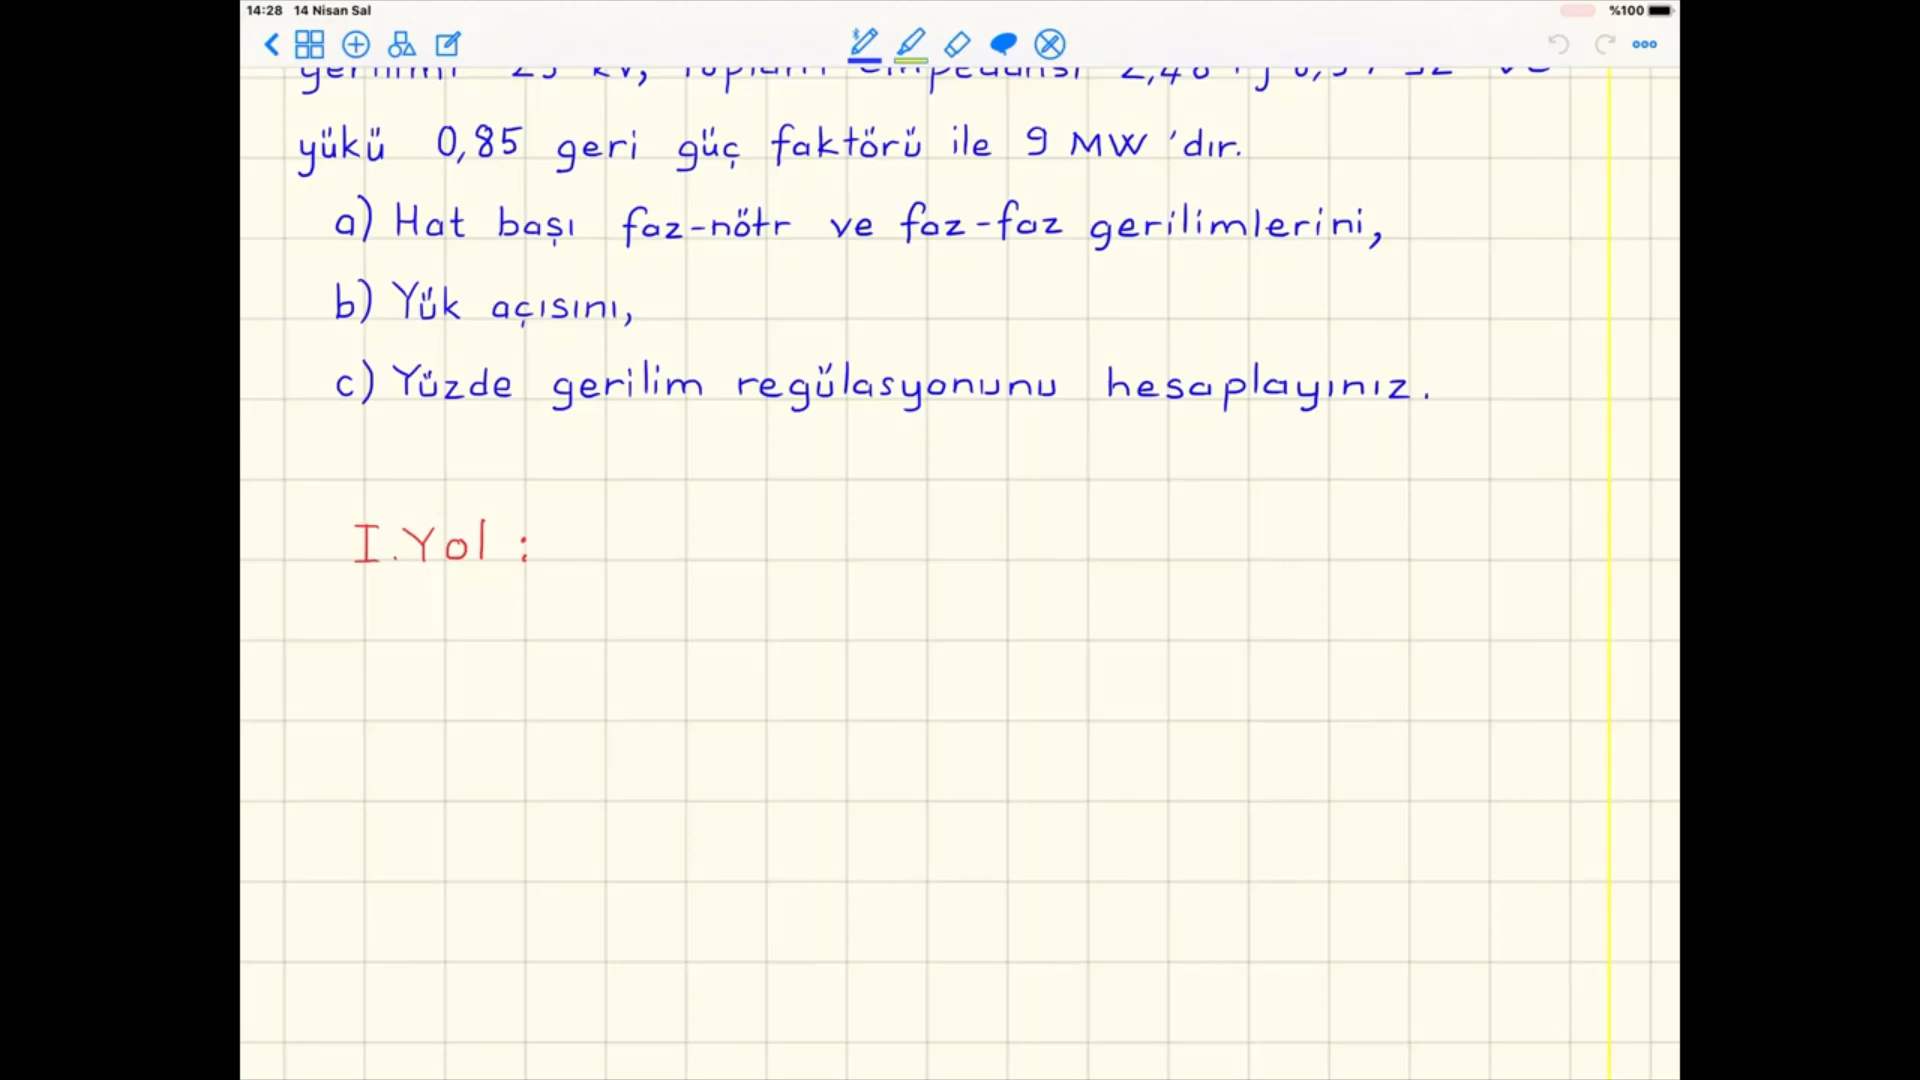 14:28 14 Nisan Sal %100
yükü 0,85 geri güç faktörü ile 9 MW 'dır.
a) Hat başı faz-nötr ve faz-faz gerilimlerini,
b) Yük açısını,
c) Yüzde gerilim regülasyonunu hesaplayınız.
I. Yol :